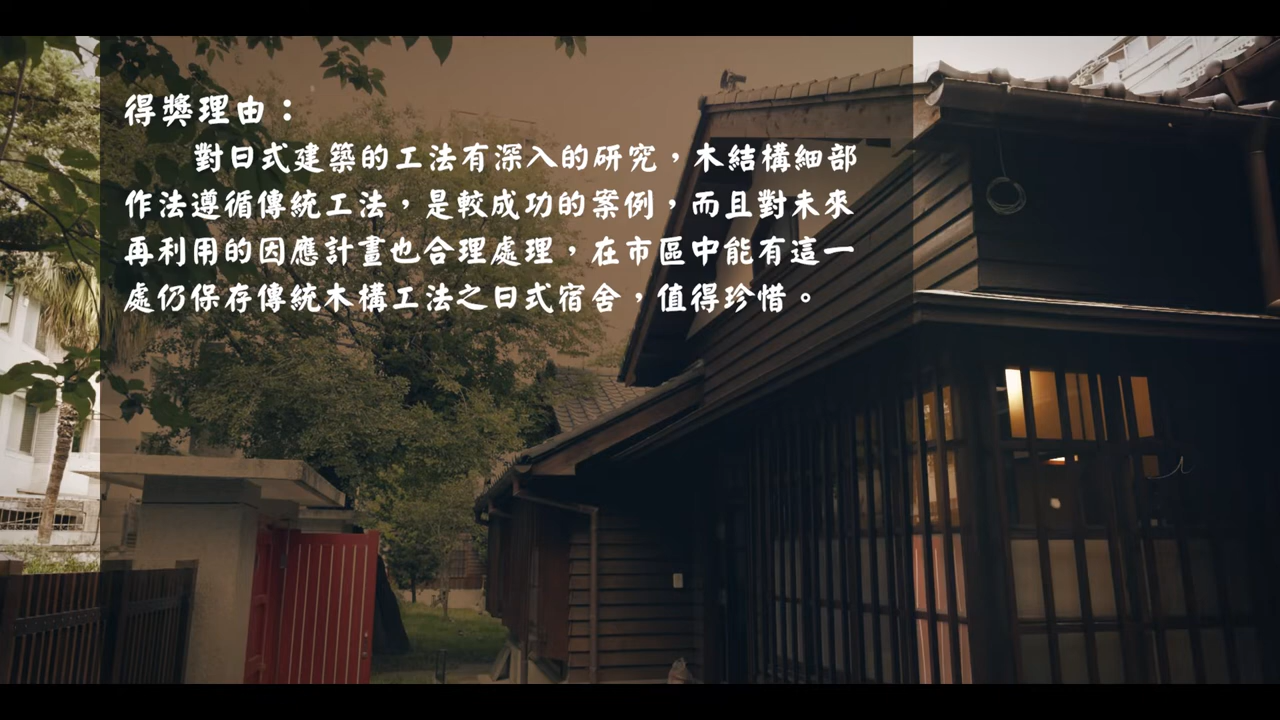 得獎理由：
對日式建築的工法有深入的研究，木結構細部
作法遵循傳統工法，是較成功的案例，而且對未來
再利用的因應計畫也合理處理，在市區中能有這一
處仍保存傳統木構工法之日式宿舍，值得珍惜。